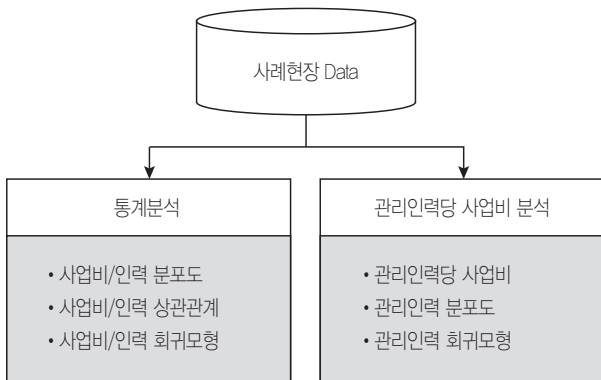 사례현장 Data
통계분석
• 사업비/인력 분포도
• 사업비/인력 상관관계
• 사업비/인력 회귀모형
관리인력당 사업비 분석
• 관리인력당 사업비
• 관리인력 분포도
• 관리인력 회귀모형